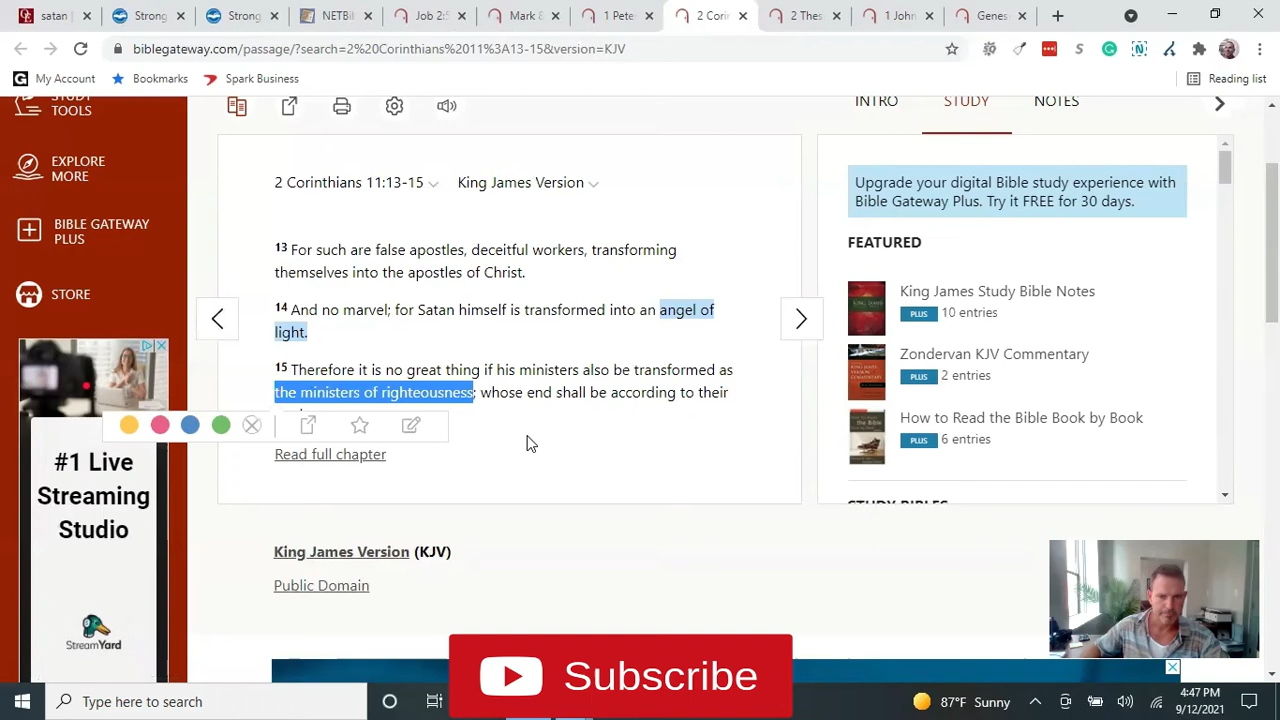 satan |
Strong
Strong
NETBib
Job 2:
Mark 8
1 Peter
2 Corin
2 Thes
1 John
Genes
biblegateway.com/passage/?search=2%20Corinthians%2011%3A13-15&version=KJV
My Account
Bookmarks
Spark Business
Reading list
STUDY
TOOLS
EXPLORE
MORE
BIBLE GATEWAY
PLUS
STORE
INTRO STUDY NOTES
2 Corinthians 11:13-15 King James Version
13 For such are false apostles, deceitful workers, transforming
themselves into the apostles of Christ.
14 And no marvel; for Satan himself is transformed into an angel of
light.
15 Therefore it is no great thing if his ministers also be transformed as
the ministers of righteousness; whose end shall be according to their
Read full chapter
Upgrade your digital Bible study experience with
Bible Gateway Plus. Try it FREE for 30 days.
FEATURED
King James Study Bible Notes
PLUS 10 entries
Zondervan KJV Commentary
PLUS 2 entries
How to Read the Bible Book by Book
PLUS 6 entries
STUDY BIBLES
#1 Live
Streaming
Studio
StreamYard
King James Version (KJV)
Public Domain
Subscribe
Type here to search
87°F Sunny
4:47 PM
9/12/2021